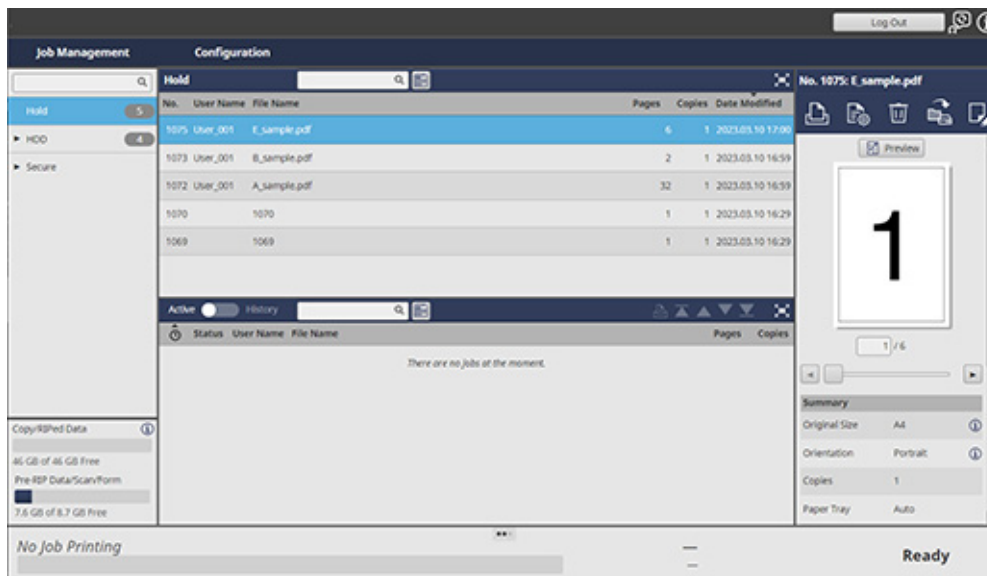 Log Out
Job Management Configuration
Hold No. 1075: E_sample.pdf
Hold 5 No. User Name File Name Pages Copies Date Modified
1075 User_001 E_sample.pdf 6 1 2023.03.10 17:00
HDD 4
Preview
1073 User_001 B_sample.pdf 2 1 2023.03.10 16:59
Secure
1072 User_001 A_sample.pdf 32 1 2023.03.10 16:59
1070 1070 1 1 2023.03.10 16:29
1
1069 1069 1 1 2023.03.10 16:29
Active History
Status User Name File Name Pages Copies
1 / 6
There are no jobs at the moment.
Summary
Copy/RIPed Data Original Size A4
46 GB of 46 GB Free Orientation Portrait
Pre-RIP Data/Scan/Form Copies 1
7.6 GB of 8.7 GB Free Paper Tray Auto
No Job Printing
Ready